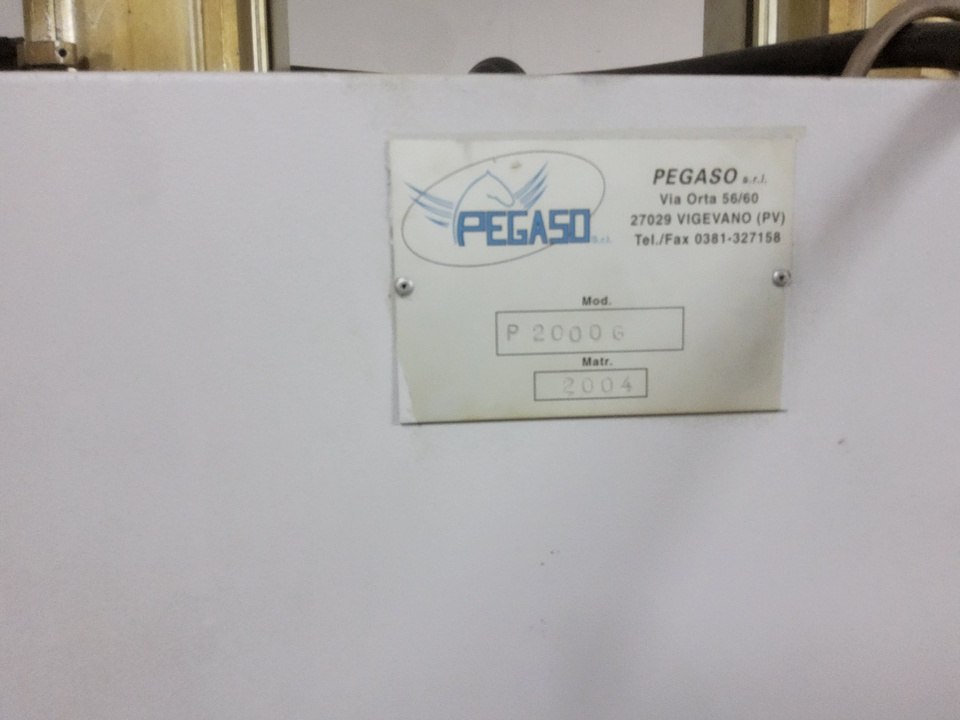 PEGASO s.r.l.
PEGASO s.r.l.
Via Orta 56/60
27029 VIGEVANO (PV)
Tel./Fax 0381-327158
Mod.
P 2000G
Matr.
2004